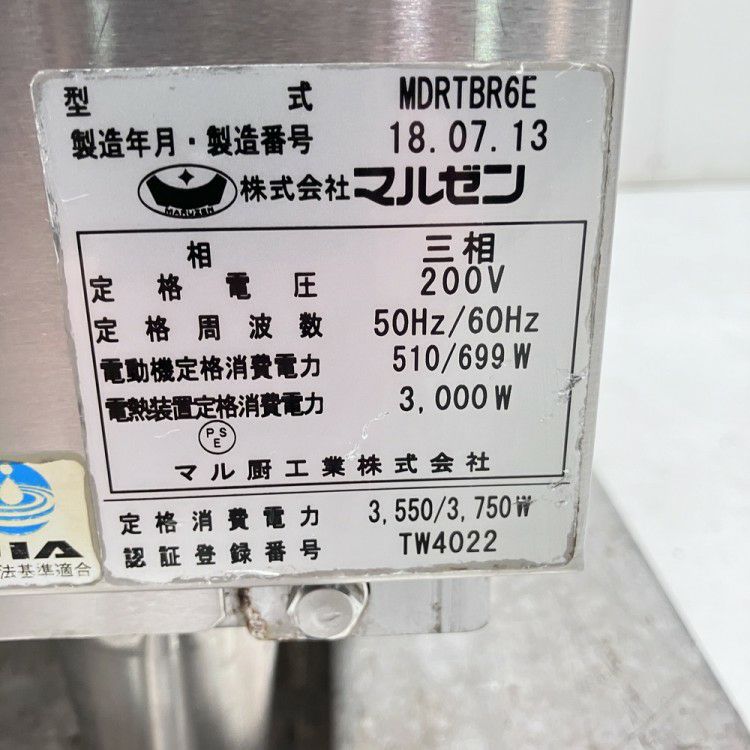 型式 MDRTBR6E
製造年月・製造番号 18.07.13
MARUZEN 株式会社マルゼン
相 三相
定格電圧 200V
定格周波数 50Hz/60Hz
電動機定格消費電力 510/699W
電熱装置定格消費電力 3,000W
PSE
マル厨工業株式会社
定格消費電力 3,550/3,750W
認証登録番号 TW4022
法基準適合